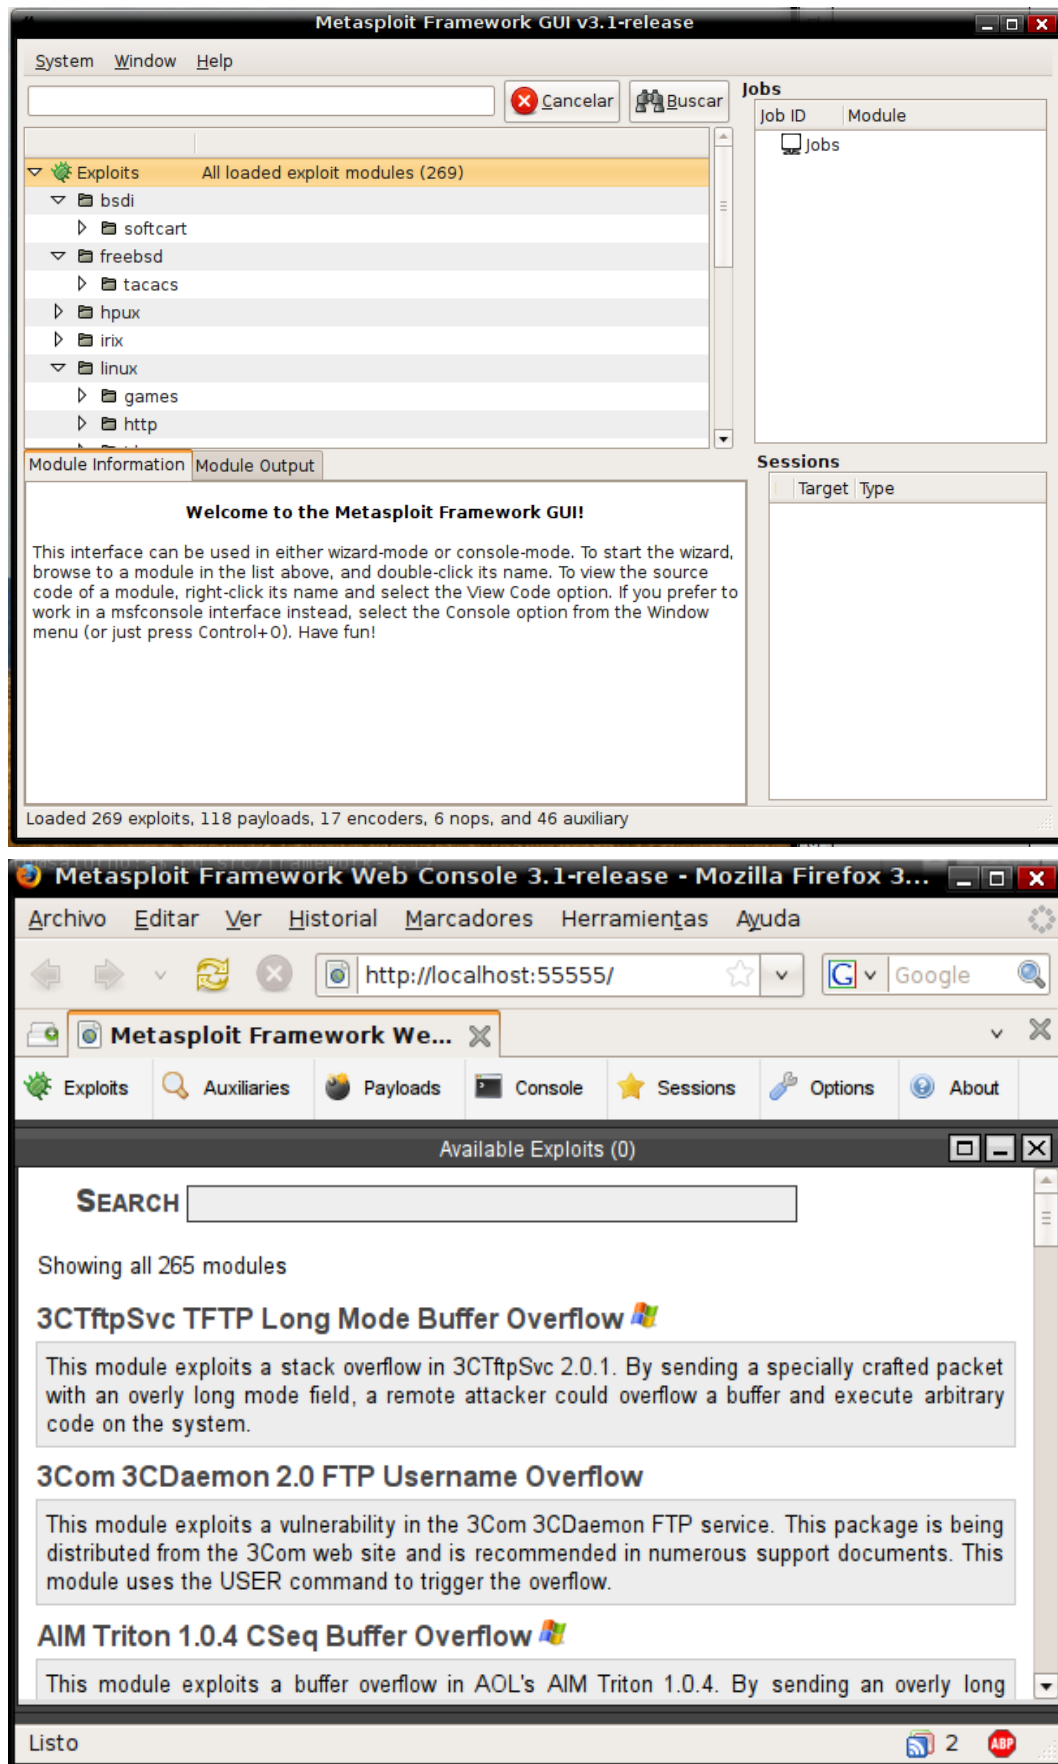 Metasploit Framework GUI v3.1-release
System Window Help
Cancelar Buscar
Exploits All loaded exploit modules (269)
bsdi
softcart
freebsd
tacacs
hpux
irix
linux
games
http
Jobs
Job ID Module
Jobs
Module Information Module Output
Welcome to the Metasploit Framework GUI!
This interface can be used in either wizard-mode or console-mode. To start the wizard,
browse to a module in the list above, and double-click its name. To view the source
code of a module, right-click its name and select the View Code option. If you prefer to
work in a msfconsole interface instead, select the Console option from the Window
menu (or just press Control+O). Have fun!
Sessions
Target Type
Loaded 269 exploits, 118 payloads, 17 encoders, 6 nops, and 46 auxiliary
Metasploit Framework Web Console 3.1-release - Mozilla Firefox 3...
Archivo Editar Ver Historial Marcadores Herramientas Ayuda
http://localhost:55555/ G Google
Metasploit Framework We...
Exploits Auxiliaries Payloads Console Sessions Options About
Available Exploits (0)
SEARCH
Showing all 265 modules
3CTftpSvc TFTP Long Mode Buffer Overflow
This module exploits a stack overflow in 3CTftpSvc 2.0.1. By sending a specially crafted packet
with an overly long mode field, a remote attacker could overflow a buffer and execute arbitrary
code on the system.
3Com 3CDaemon 2.0 FTP Username Overflow
This module exploits a vulnerability in the 3Com 3CDaemon FTP service. This package is being
distributed from the 3Com web site and is recommended in numerous support documents. This
module uses the USER command to trigger the overflow.
AIM Triton 1.0.4 CSeq Buffer Overflow
This module exploits a buffer overflow in AOL's AIM Triton 1.0.4. By sending an overly long
Listo 2 ABP